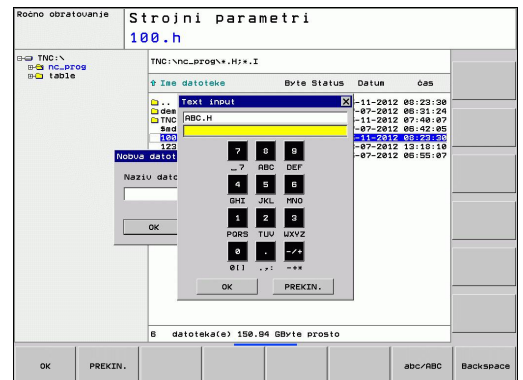 Ročno obratovanje
Strojni parametri
100.h
TNC:\
nc_prog
table
TNC:\nc_prog\*.H;*.I
Ime datoteke Byte Status Datum čas
..
dem
TNC
$md
100
123
-11-2012 08:23:30
-07-2012 06:31:24
-11-2012 07:40:07
-07-2012 06:42:05
-11-2012 08:23:30
-07-2012 13:18:10
-07-2012 06:55:07
Nobva datot
Naziv dato
OK
Text input
ABC.H
7 8 9
_7 ABC DEF
4 5 6
GHI JKL MNO
1 2 3
PQRS TUV WXYZ
0 . -/+
0[] .,: -+*
OK PREKIN.
6 datoteka(e) 150.94 GByte prosto
OK PREKIN. abc/ABC Backspace